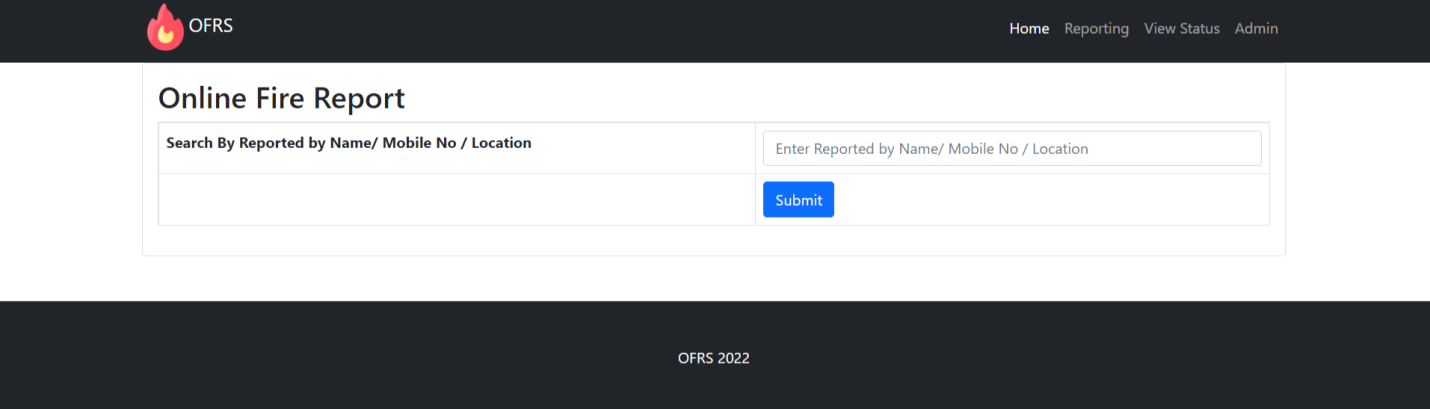 OFRS
Home Reporting View Status Admin
Online Fire Report
Search By Reported by Name/ Mobile No / Location
Enter Reported by Name/ Mobile No / Location
Submit
OFRS 2022